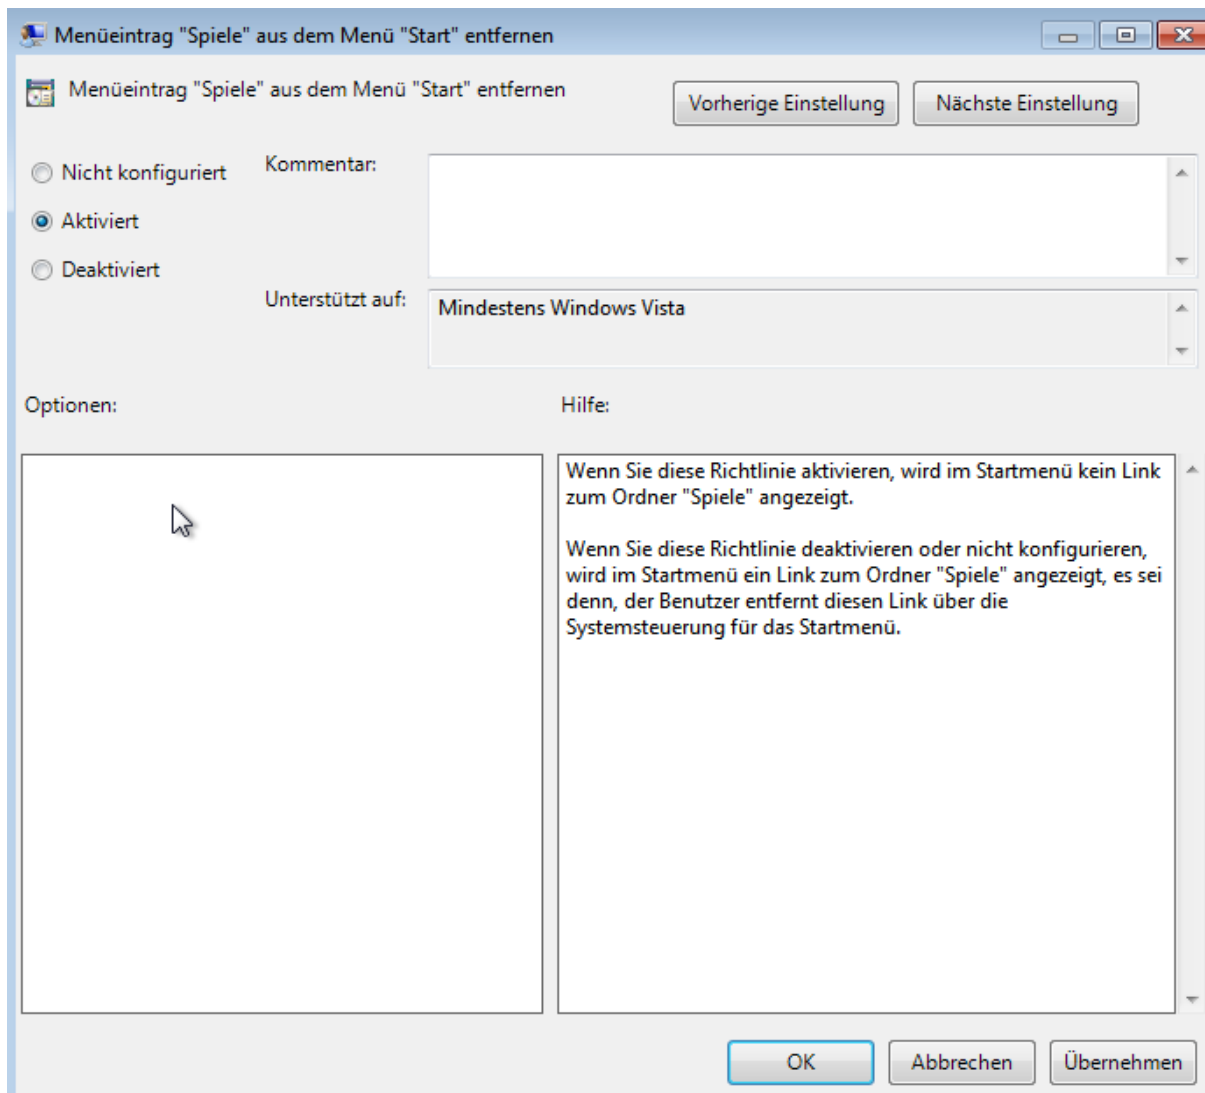 Menüeintrag "Spiele" aus dem Menü "Start" entfernen
Menüeintrag "Spiele" aus dem Menü "Start" entfernen
Vorherige Einstellung
Nächste Einstellung
Nicht konfiguriert
Aktiviert
Deaktiviert
Kommentar:
Unterstützt auf:
Mindestens Windows Vista
Optionen:
Hilfe:
Wenn Sie diese Richtlinie aktivieren, wird im Startmenü kein Link
zum Ordner "Spiele" angezeigt.
Wenn Sie diese Richtlinie deaktivieren oder nicht konfigurieren,
wird im Startmenü ein Link zum Ordner "Spiele" angezeigt, es sei
denn, der Benutzer entfernt diesen Link über die
Systemsteuerung für das Startmenü.
OK
Abbrechen
Übernehmen